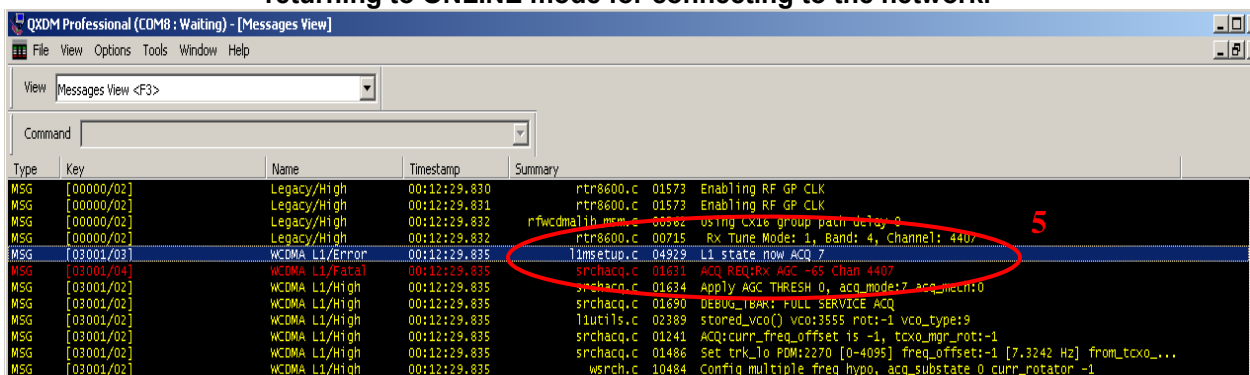 returning to ONLINE mode for connecting to the network.
QXDM Professional (COM8 : Waiting) - [Messages View]
File View Options Tools Window Help
View Messages View <F3>
Command
Type Key Name Timestamp Summary
MSG [00000/02] Legacy/High 00:12:29.830 rtr8600.c 01573 Enabling RF GP CLK
MSG [00000/02] Legacy/High 00:12:29.831 rtr8600.c 01573 Enabling RF GP CLK
MSG [00000/02] Legacy/High 00:12:29.832 rfwcdmalib_msm.c 00562 Using CX16 group path delay 0
MSG [00000/02] Legacy/High 00:12:29.832 rtr8600.c 00715 Rx Tune Mode: 1, Band: 4, Channel: 4407
5
MSG [03001/03] WCDMA L1/Error 00:12:29.835 l1msetup.c 04929 L1 state now ACQ 7
MSG [03001/04] WCDMA L1/Fatal 00:12:29.835 srchacq.c 01631 ACQ REQ:Rx AGC -65 Chan 4407
MSG [03001/02] WCDMA L1/High 00:12:29.835 srchacq.c 01634 Apply AGC THRESH 0, acq_mode:7 acq_mech:0
MSG [03001/02] WCDMA L1/High 00:12:29.835 srchacq.c 01690 DEBUG_TBAR: FULL SERVICE ACQ
MSG [03001/02] WCDMA L1/High 00:12:29.835 l1utils.c 02389 stored_vco() vco:3555 rot:-1 vco_type:9
MSG [03001/02] WCDMA L1/High 00:12:29.835 srchacq.c 01241 ACQ:curr_freq_offset is -1, tcxo_mgr_rot:-1
MSG [03001/02] WCDMA L1/High 00:12:29.835 srchacq.c 01486 Set trk_lo PDM:2270 [0-4095] freq_offset:-1 [7.3242 Hz] from_tcxo_...
MSG [03001/02] WCDMA L1/High 00:12:29.835 wsrch.c 10484 Config multiple freq hypo, acq_substate 0 curr_rotator -1